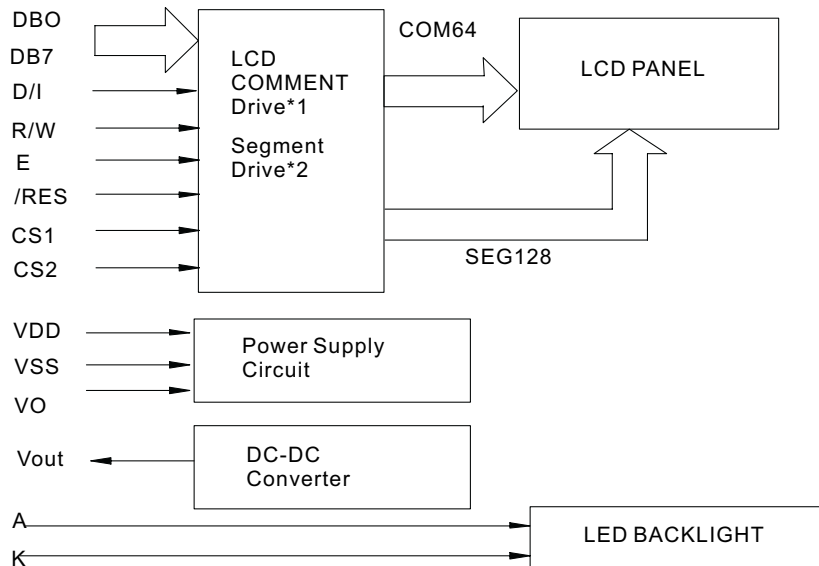 DBO
DB7
D/I
R/W
E
/RES
CS1
CS2
LCD
COMMENT
Drive*1
Segment
Drive*2
COM64
LCD PANEL
SEG128
VDD
VSS
VO
Power Supply
Circuit
Vout
DC-DC
Converter
A
K
LED BACKLIGHT